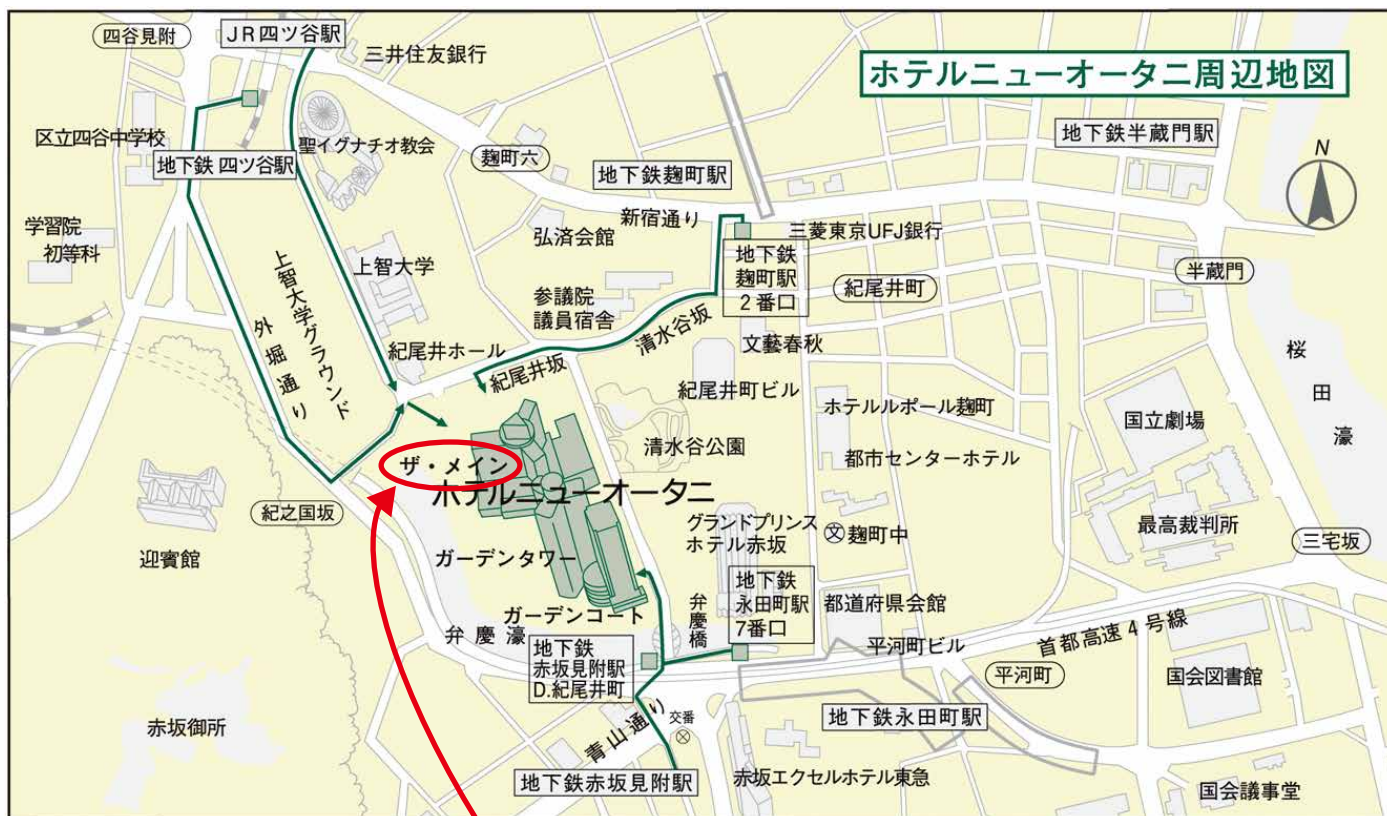 ホテルニューオータニ周辺地図
四谷見附
JR四ツ谷駅
三井住友銀行
区立四谷中学校
地下鉄 四ツ谷駅
聖イグナチオ教会
麹町六
地下鉄麹町駅
地下鉄半蔵門駅
N
学習院
初等科
上智大学
弘済会館
新宿通り
三菱東京UFJ銀行
地下鉄
麹町駅
2番口
紀尾井町
半蔵門
上智大学グラウンド
外堀通り
参議院
議員宿舎
清水谷坂
文藝春秋
桜田濠
紀尾井ホール
紀尾井坂
紀尾井町ビル
ホテルルポール麹町
国立劇場
清水谷公園
都市センターホテル
ザ・メイン
ホテルニューオータニ
紀之国坂
迎賓館
グランドプリンス
ホテル赤坂
文
麹町中
最高裁判所
三宅坂
ガーデンタワー
地下鉄
永田町駅
7番口
都道府県会館
ガーデンコート
弁慶濠
弁慶橋
平河町ビル
首都高速4号線
地下鉄
赤坂見附駅
D.紀尾井町
平河町
国会図書館
赤坂御所
青山通り
交番
地下鉄永田町駅
地下鉄赤坂見附駅
赤坂エクセルホテル東急
国会議事堂